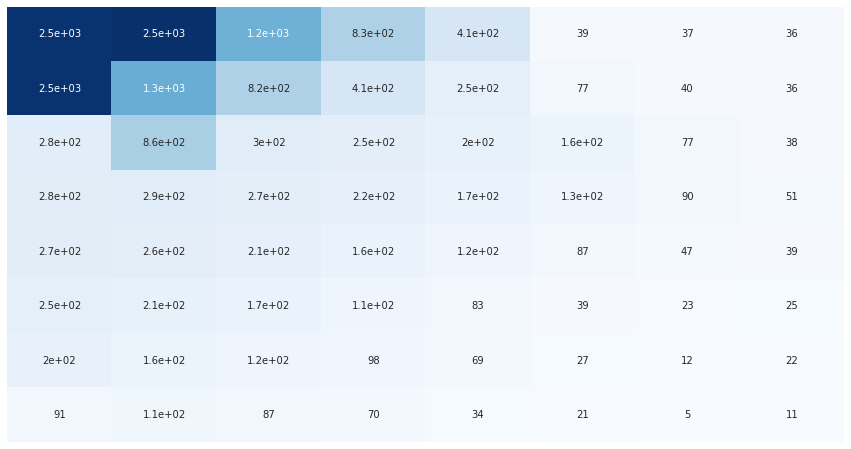 2.5e+03 2.5e+03 1.2e+03 8.3e+02 4.1e+02 39 37 36
2.5e+03 1.3e+03 8.2e+02 4.1e+02 2.5e+02 77 40 36
2.8e+02 8.6e+02 3e+02 2.5e+02 2e+02 1.6e+02 77 38
2.8e+02 2.9e+02 2.7e+02 2.2e+02 1.7e+02 1.3e+02 90 51
2.7e+02 2.6e+02 2.1e+02 1.6e+02 1.2e+02 87 47 39
2.5e+02 2.1e+02 1.7e+02 1.1e+02 83 39 23 25
2e+02 1.6e+02 1.2e+02 98 69 27 12 22
91 1.1e+02 87 70 34 21 5 11